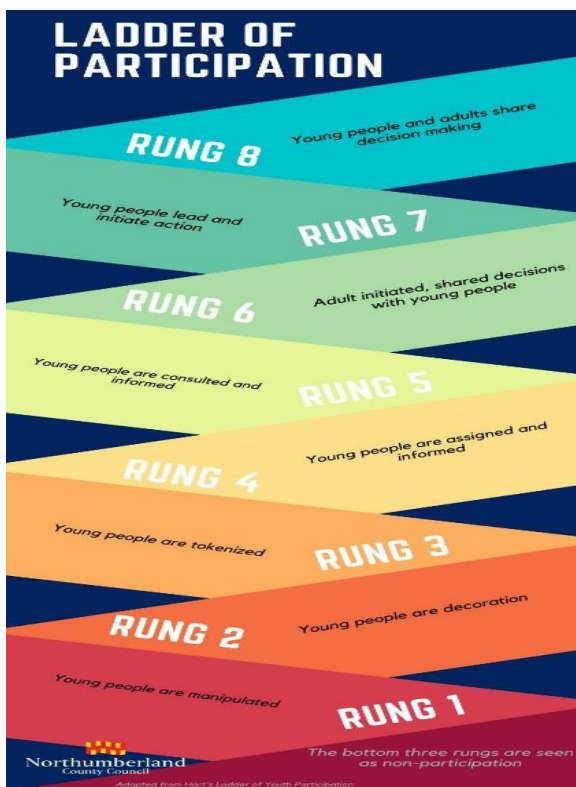 LADDER OF
PARTICIPATION
RUNG 8
Young people and adults share
decision making
Young people lead and
initiate action
RUNG 7
RUNG 6
Adult initiated, shared decisions
with young people
Young people are consulted and
informed
RUNG 5
RUNG 4
Young people are assigned and
informed
Young people are tokenized
RUNG 3
RUNG 2
Young people are decoration
Young people are manipulated
RUNG 1
Northumberland
County Council
The bottom three rungs are seen
as non-participation
Adapted from Hart's Ladder of Youth Participation